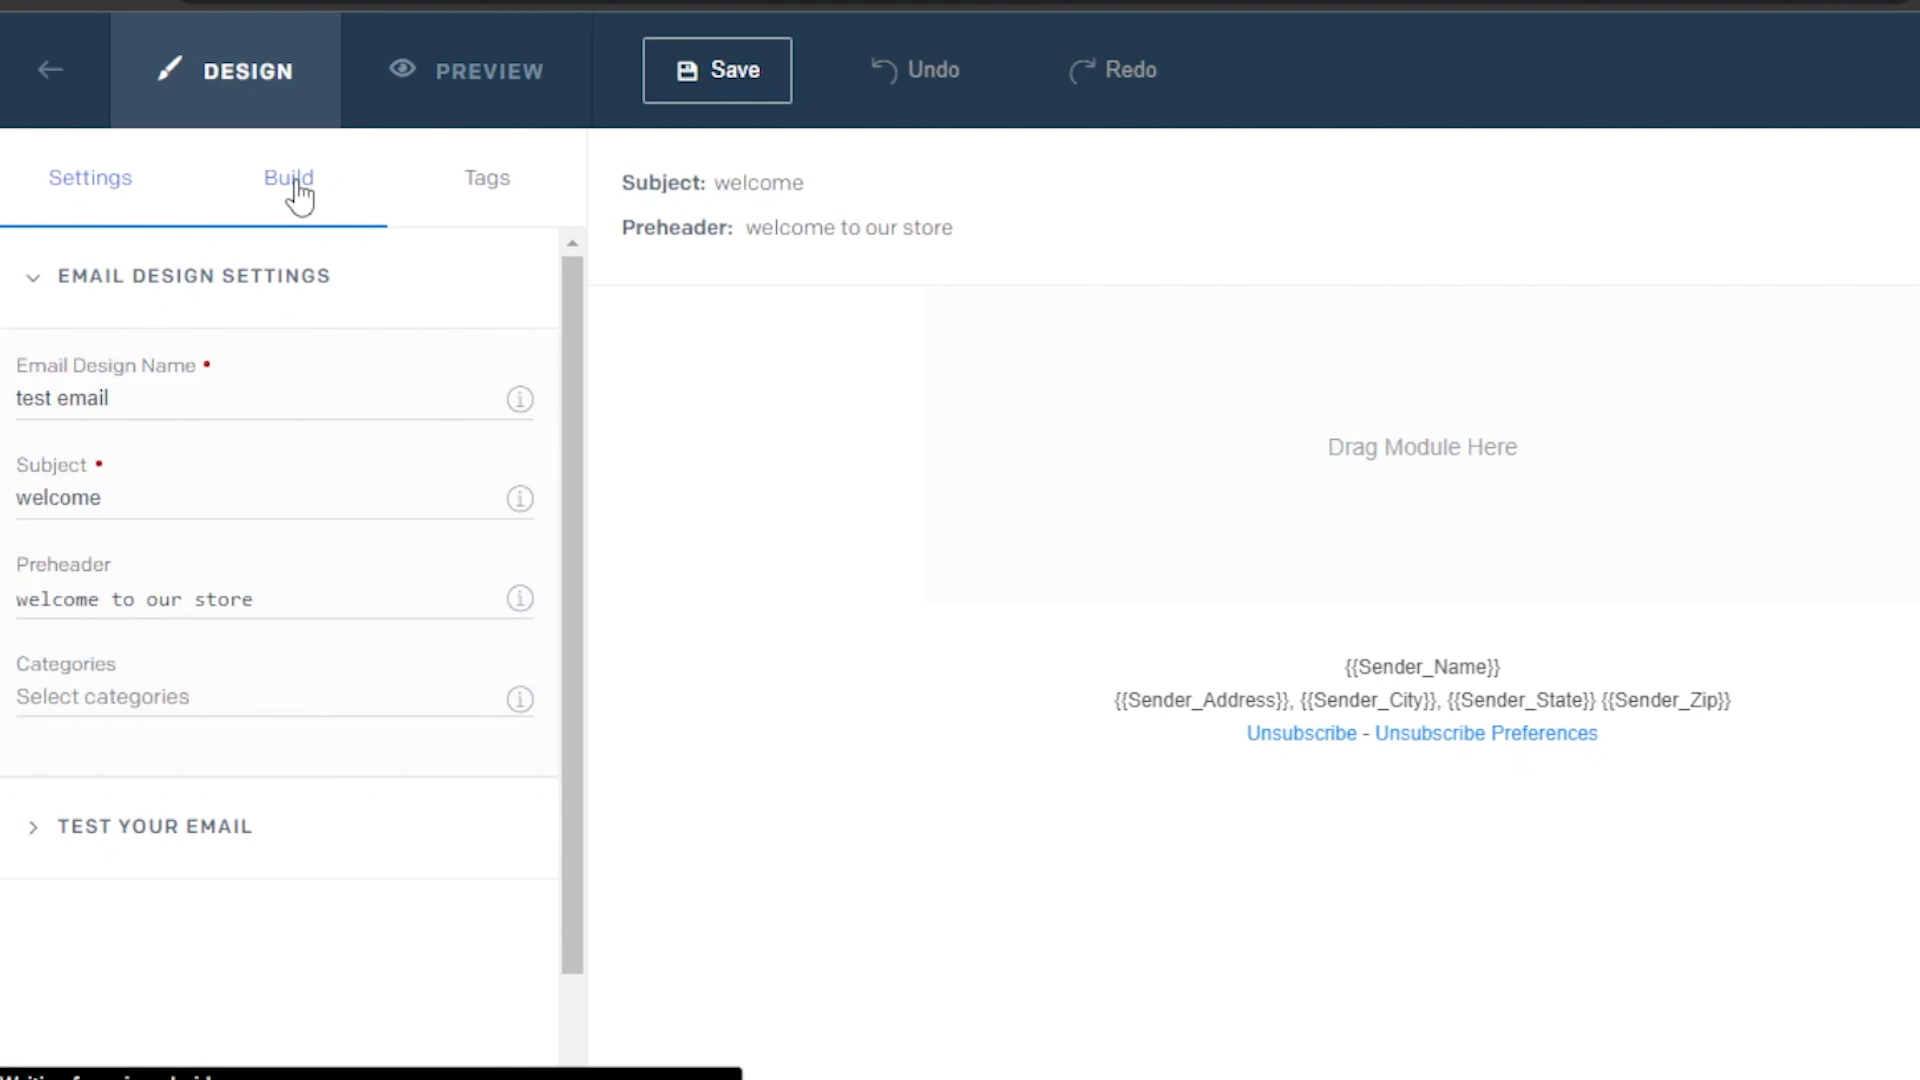 DESIGN
PREVIEW
Save
Undo
Redo
Settings
Build
Tags
Subject: welcome
Preheader: welcome to our store
EMAIL DESIGN SETTINGS
Email Design Name •
test email
Subject •
welcome
Preheader
welcome to our store
Categories
Select categories
TEST YOUR EMAIL
Drag Module Here
{{Sender_Name}}
{{Sender_Address}}, {{Sender_City}}, {{Sender_State}} {{Sender_Zip}}
Unsubscribe - Unsubscribe Preferences